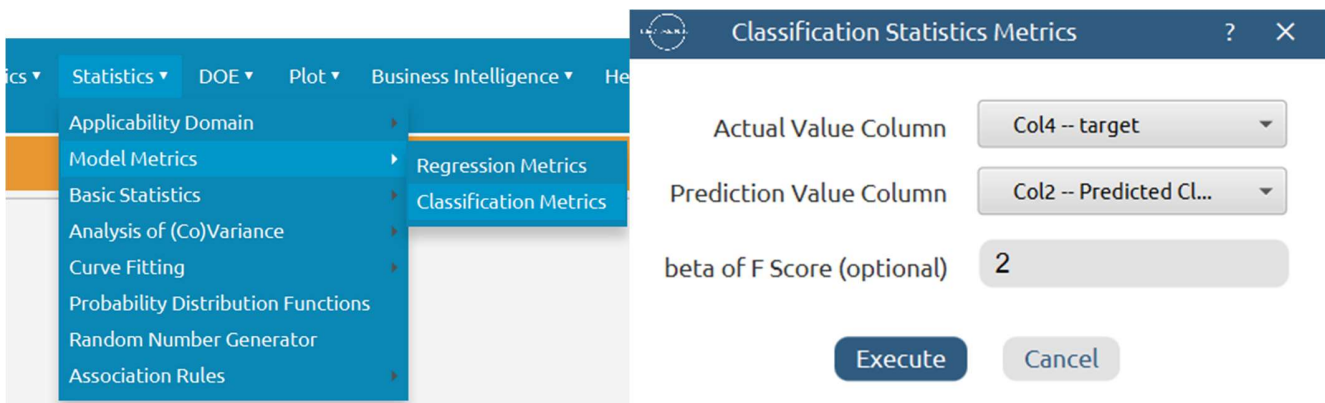 ics ▾ Statistics ▾ DOE ▾ Plot ▾ Business Intelligence ▾ He
Applicability Domain
Model Metrics
Basic Statistics
Analysis of (Co)Variance
Curve Fitting
Probability Distribution Functions
Random Number Generator
Association Rules
Regression Metrics
Classification Metrics
Classification Statistics Metrics ? ✕
Actual Value Column Col4 -- target
Prediction Value Column Col2 -- Predicted Cl...
beta of F Score (optional) 2
Execute Cancel